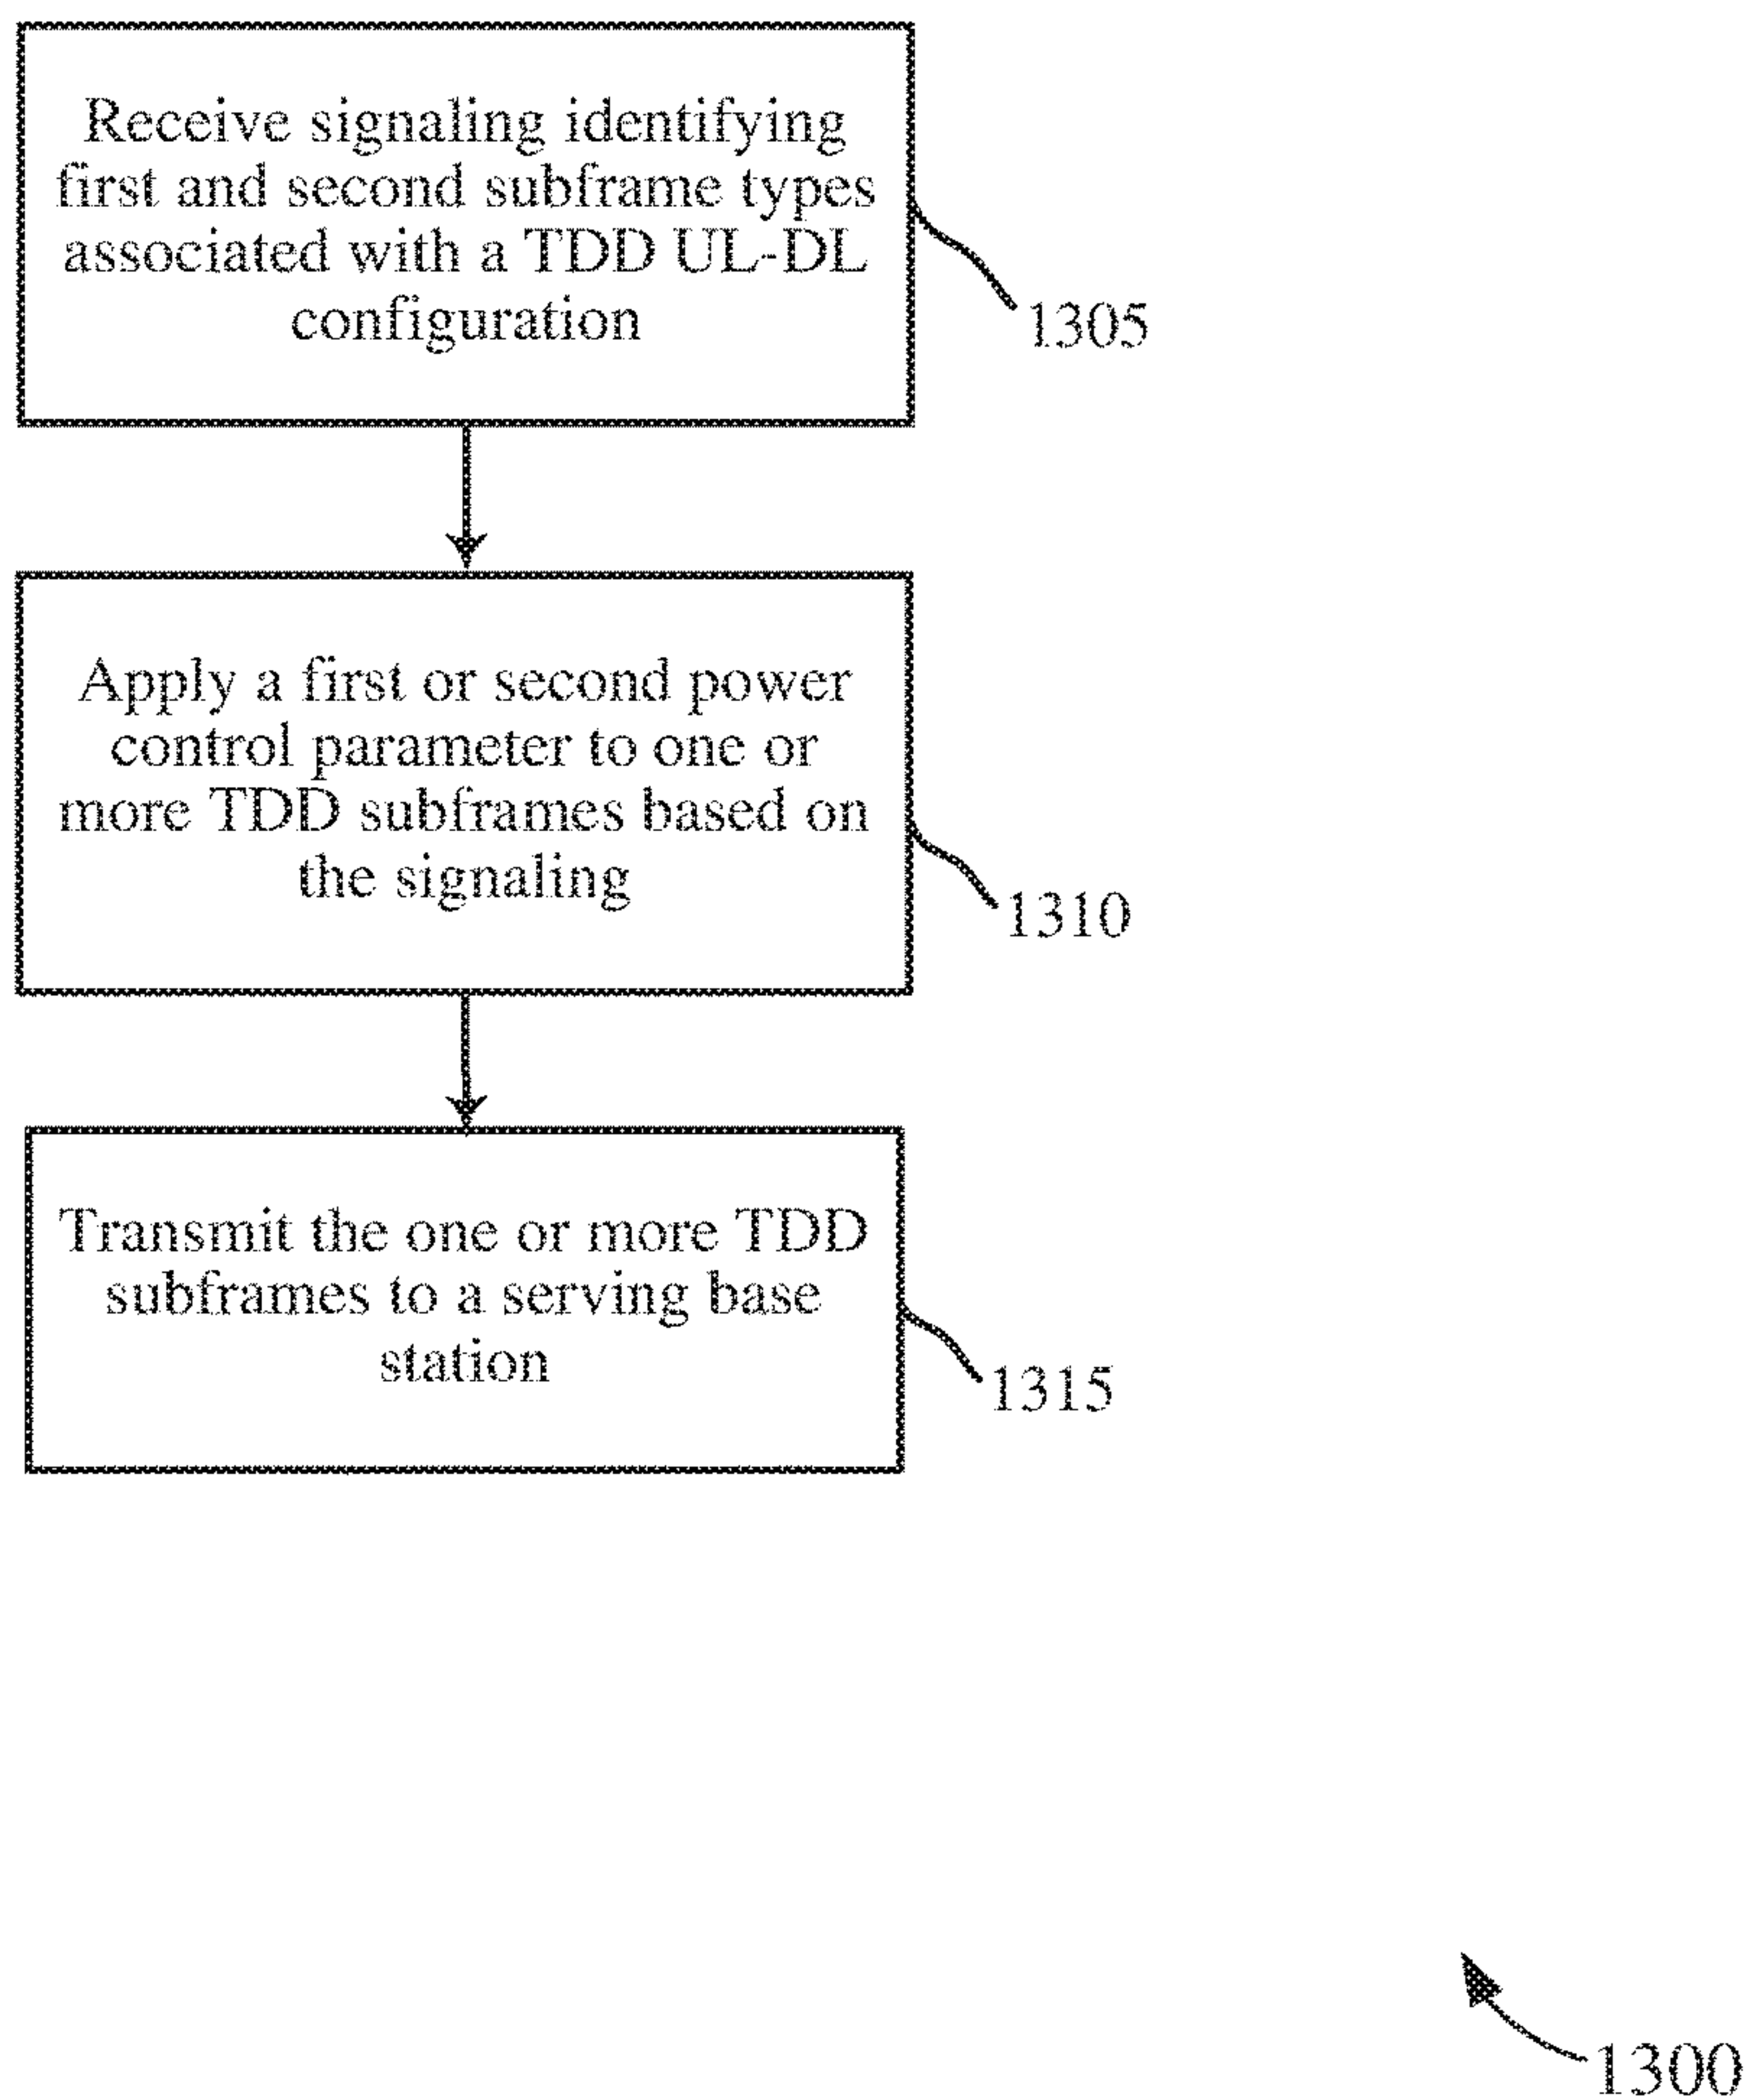 Receive signaling identifying
first and second subframe types
associated with a TDD UL-DL
configuration
1305
Apply a first or second power
control parameter to one or
more TDD subframes based on
the signaling
1310
Transmit the one or more TDD
subframes to a serving base
station
1315
1300